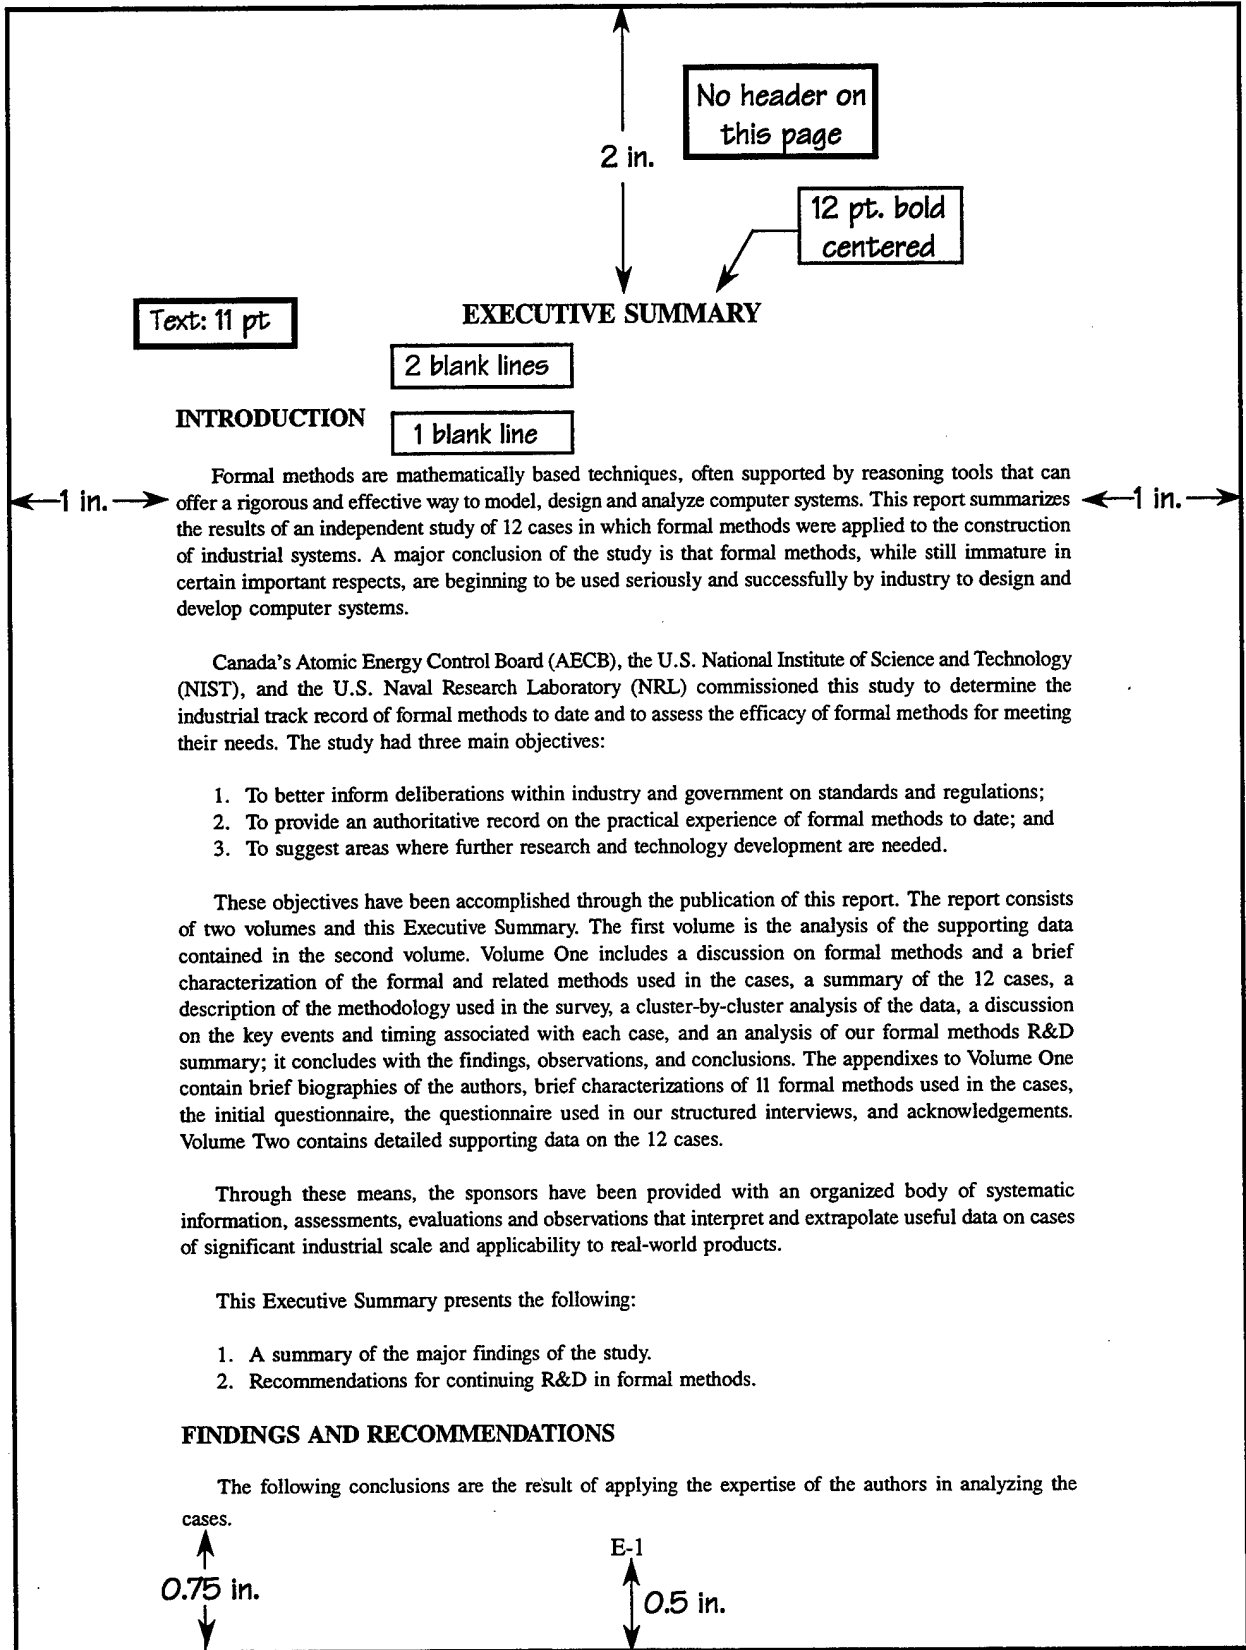 No header on
this page
2 in.
12 pt. bold
centered
Text: 11 pt
EXECUTIVE SUMMARY
2 blank lines
INTRODUCTION
1 blank line
Formal methods are mathematically based techniques, often supported by reasoning tools that can
1 in.
offer a rigorous and effective way to model, design and analyze computer systems. This report summarizes
1 in.
the results of an independent study of 12 cases in which formal methods were applied to the construction
of industrial systems. A major conclusion of the study is that formal methods, while still immature in
certain important respects, are beginning to be used seriously and successfully by industry to design and
develop computer systems.
Canada's Atomic Energy Control Board (AECB), the U.S. National Institute of Science and Technology
(NIST), and the U.S. Naval Research Laboratory (NRL) commissioned this study to determine the
industrial track record of formal methods to date and to assess the efficacy of formal methods for meeting
their needs. The study had three main objectives:
1. To better inform deliberations within industry and government on standards and regulations;
2. To provide an authoritative record on the practical experience of formal methods to date; and
3. To suggest areas where further research and technology development are needed.
These objectives have been accomplished through the publication of this report. The report consists
of two volumes and this Executive Summary. The first volume is the analysis of the supporting data
contained in the second volume. Volume One includes a discussion on formal methods and a brief
characterization of the formal and related methods used in the cases, a summary of the 12 cases, a
description of the methodology used in the survey, a cluster-by-cluster analysis of the data, a discussion
on the key events and timing associated with each case, and an analysis of our formal methods R&D
summary; it concludes with the findings, observations, and conclusions. The appendixes to Volume One
contain brief biographies of the authors, brief characterizations of 11 formal methods used in the cases,
the initial questionnaire, the questionnaire used in our structured interviews, and acknowledgements.
Volume Two contains detailed supporting data on the 12 cases.
Through these means, the sponsors have been provided with an organized body of systematic
information, assessments, evaluations and observations that interpret and extrapolate useful data on cases
of significant industrial scale and applicability to real-world products.
This Executive Summary presents the following:
1. A summary of the major findings of the study.
2. Recommendations for continuing R&D in formal methods.
FINDINGS AND RECOMMENDATIONS
The following conclusions are the result of applying the expertise of the authors in analyzing the
cases.
E-1
0.75 in.
0.5 in.